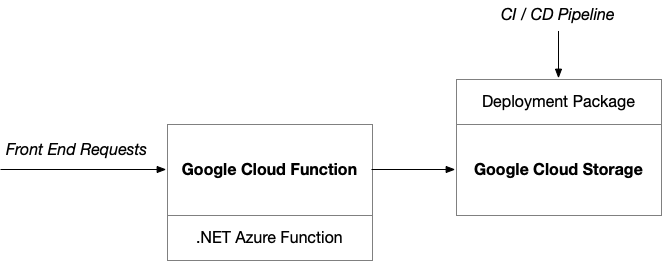 CI / CD Pipeline
Deployment Package
Front End Requests
Google Cloud Function
Google Cloud Storage
.NET Azure Function